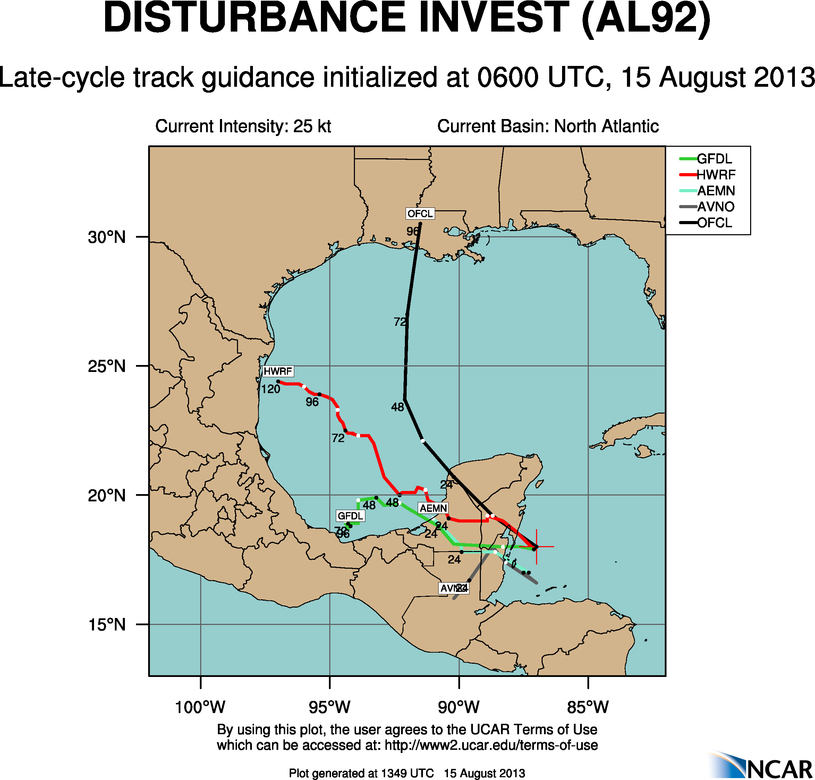 DISTURBANCE INVEST (AL92)
Late-cycle track guidance initialized at 0600 UTC, 15 August 2013
Current Intensity: 25 kt
Current Basin: North Atlantic
GFDL
HWRF
AEMN
AVNO
OFCL
OFCL
96
30°N
72
25°N
HWRF
120
96
48
72
24
20°N
48
48
AEMN
GFDL
24
24
96
24
24
15°N
100°W
95°W
90°W
85°W
By using this plot, the user agrees to the UCAR Terms of Use
which can be accessed at: http://www2.ucar.edu/terms-of-use
Plot generated at 1349 UTC 15 August 2013
NCAR